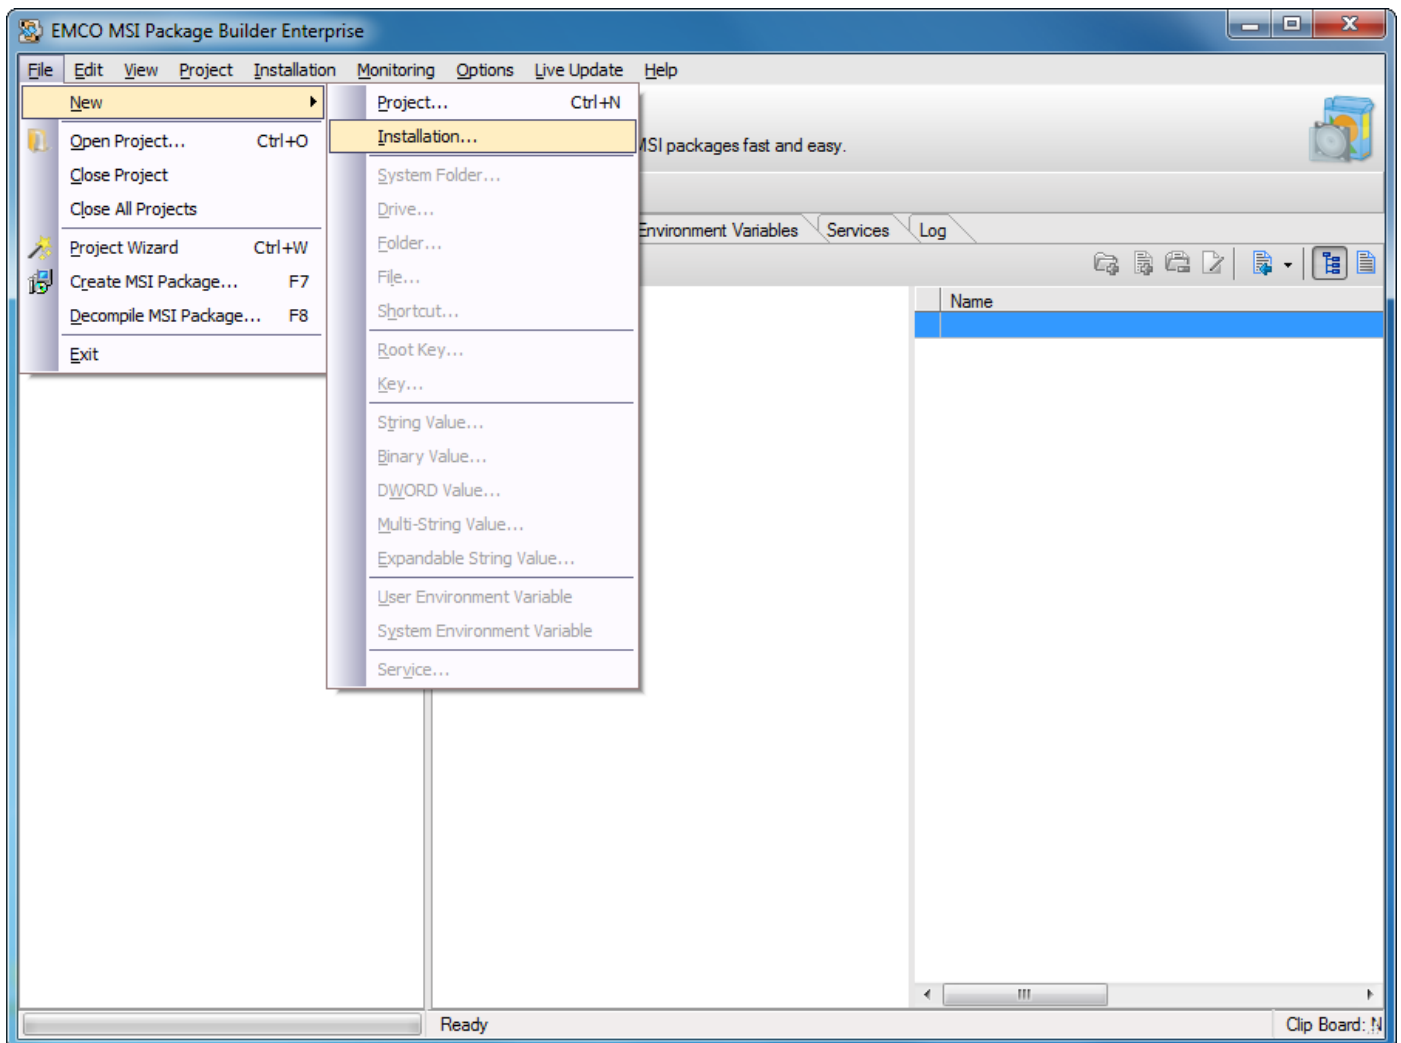 EMCO MSI Package Builder Enterprise
File Edit View Project Installation Monitoring Options Live Update Help
New
Open Project... Ctrl+O
Close Project
Close All Projects
Project Wizard Ctrl+W
Create MSI Package... F7
Decompile MSI Package... F8
Exit
Project... Ctrl+N
Installation...
System Folder...
Drive...
Folder...
File...
Shortcut...
Root Key...
Key...
String Value...
Binary Value...
DWORD Value...
Multi-String Value...
Expandable String Value...
User Environment Variable
System Environment Variable
Service...
MSI packages fast and easy.
Environment Variables Services Log
Name
Ready
Clip Board: N